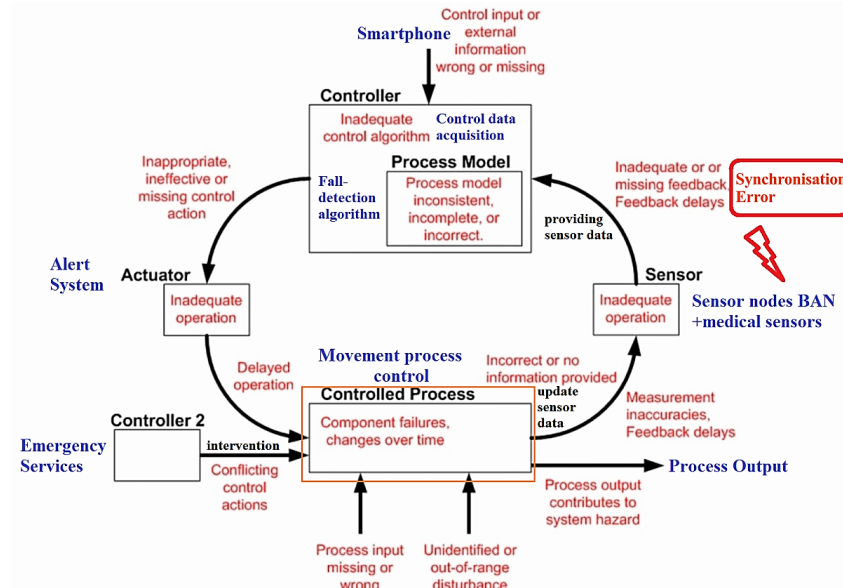 Smartphone
Control input or
external
information
wrong or missing
Controller
Inadequate
control algorithm
Control data
acquisition
Process Model
Process model
inconsistent,
incomplete, or
incorrect.
Fall-
detection
algorithm
Inappropriate,
ineffective or
missing control
action
Inadequate or or
missing feedback,
Feedback delays
Synchronisation
Error
providing
sensor data
Alert
System
Actuator
Inadequate
operation
Sensor
Inadequate
operation
Sensor nodes BAN
+medical sensors
Delayed
operation
Movement process
control
Incorrect or no
information provided
Controlled Process
Component failures,
changes over time
update
sensor
data
Measurement
inaccuracies,
Feedback delays
Controller 2
Emergency
Services
intervention
Conflicting
control
actions
Process Output
Process output
contributes to
system hazard
Process input
missing or
wrong
Unidentified or
out-of-range
disturbance